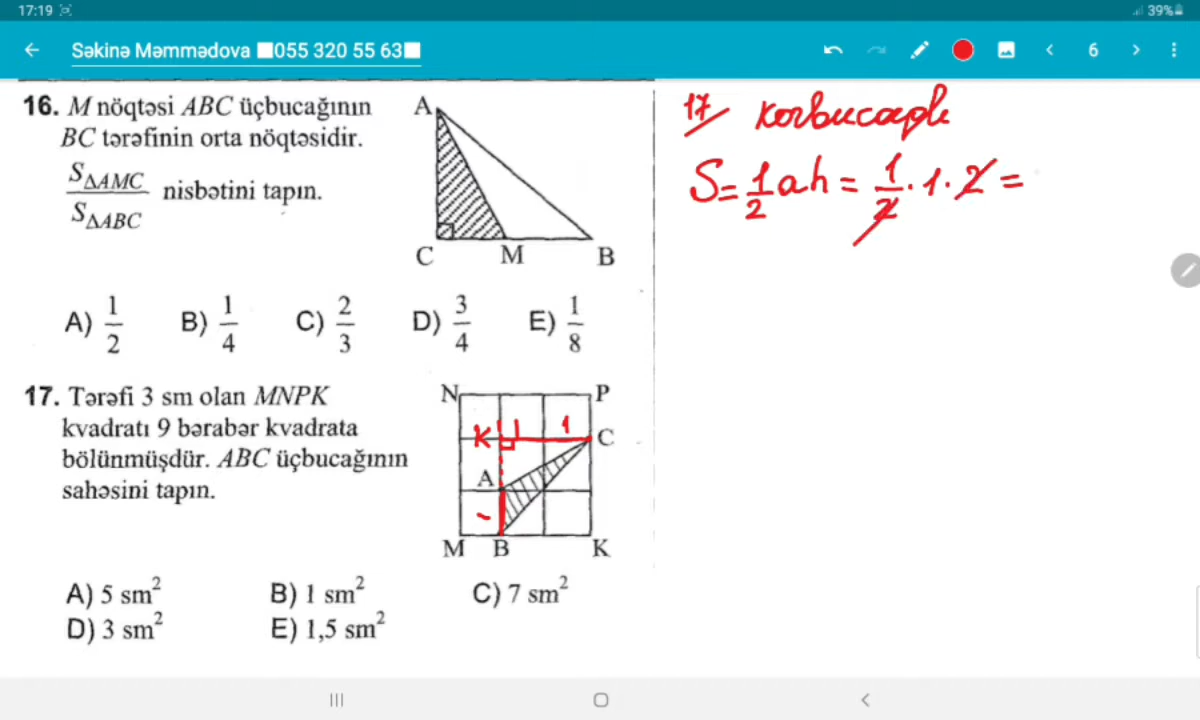 17:19 39%
Səkinə Məmmədova 055 320 55 63 6
16. M nöqtəsi ABC üçbucağının
BC tərəfinin orta nöqtəsidir.
S△AMC / S△ABC nisbətini tapın.
A
C M B
A) 1/2 B) 1/4 C) 2/3 D) 3/4 E) 1/8
17. Tərəfi 3 sm olan MNPK
kvadratı 9 bərabər kvadrata
bölünmüşdür. ABC üçbucağının
sahəsini tapın.
N P
K 1 C
A
M B K
A) 5 sm² B) 1 sm² C) 7 sm²
D) 3 sm² E) 1,5 sm²
17/ Korbucaqlı
S=1/2 ah = 1/2 · 1 · 2 =